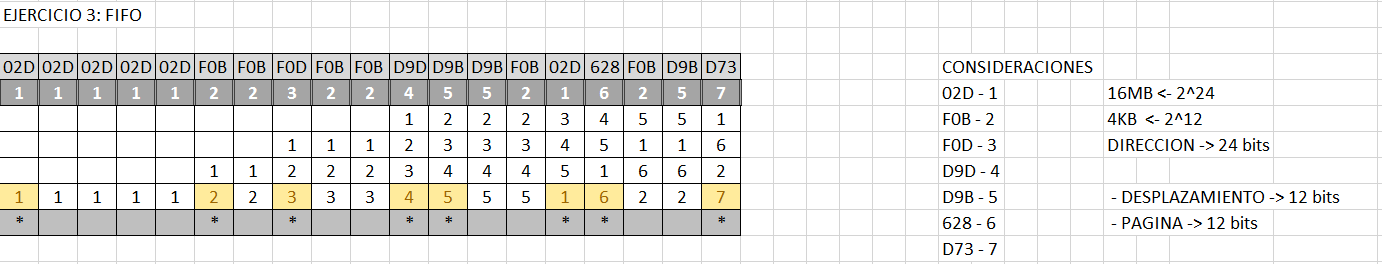 EJERCICIO 3: FIFO
02D 02D 02D 02D 02D F0B F0B F0D F0B F0B D9D D9B D9B F0B 02D 628 F0B D9B D73
1 1 1 1 1 2 2 3 2 2 4 5 5 2 1 6 2 5 7
1 2 2 2 3 4 5 5 1
1 1 1 2 3 3 3 4 5 1 1 6
1 1 2 2 2 3 4 4 4 5 1 6 6 2
1 1 1 1 1 2 2 3 3 3 4 5 5 5 1 6 2 2 7
* * * * * * * *
CONSIDERACIONES
02D - 1 16MB <- 2^24
F0B - 2 4KB <- 2^12
F0D - 3 DIRECCION -> 24 bits
D9D - 4
D9B - 5 - DESPLAZAMIENTO -> 12 bits
628 - 6 - PAGINA -> 12 bits
D73 - 7